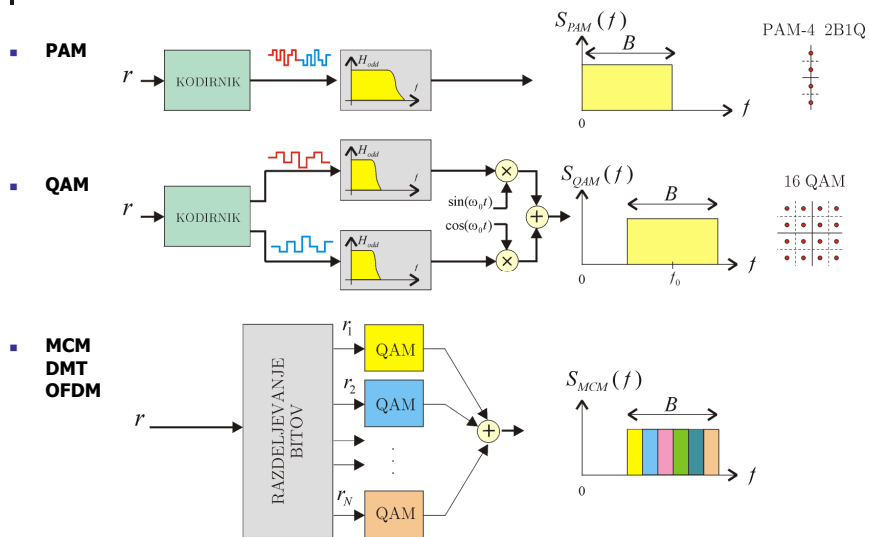 PAM
r
KODIRNIK
H_odd
f
S_PAM(f)
B
0
f
PAM-4 2B1Q
QAM
r
KODIRNIK
H_odd
f
H_odd
f
sin(ω₀t)
cos(ω₀t)
×
×
+
S_QAM(f)
B
0
f₀
f
16 QAM
MCM
DMT
OFDM
r
RAZDELJEVANJE
BITOV
r₁
QAM
r₂
QAM
r_N
QAM
+
S_MCM(f)
B
0
f